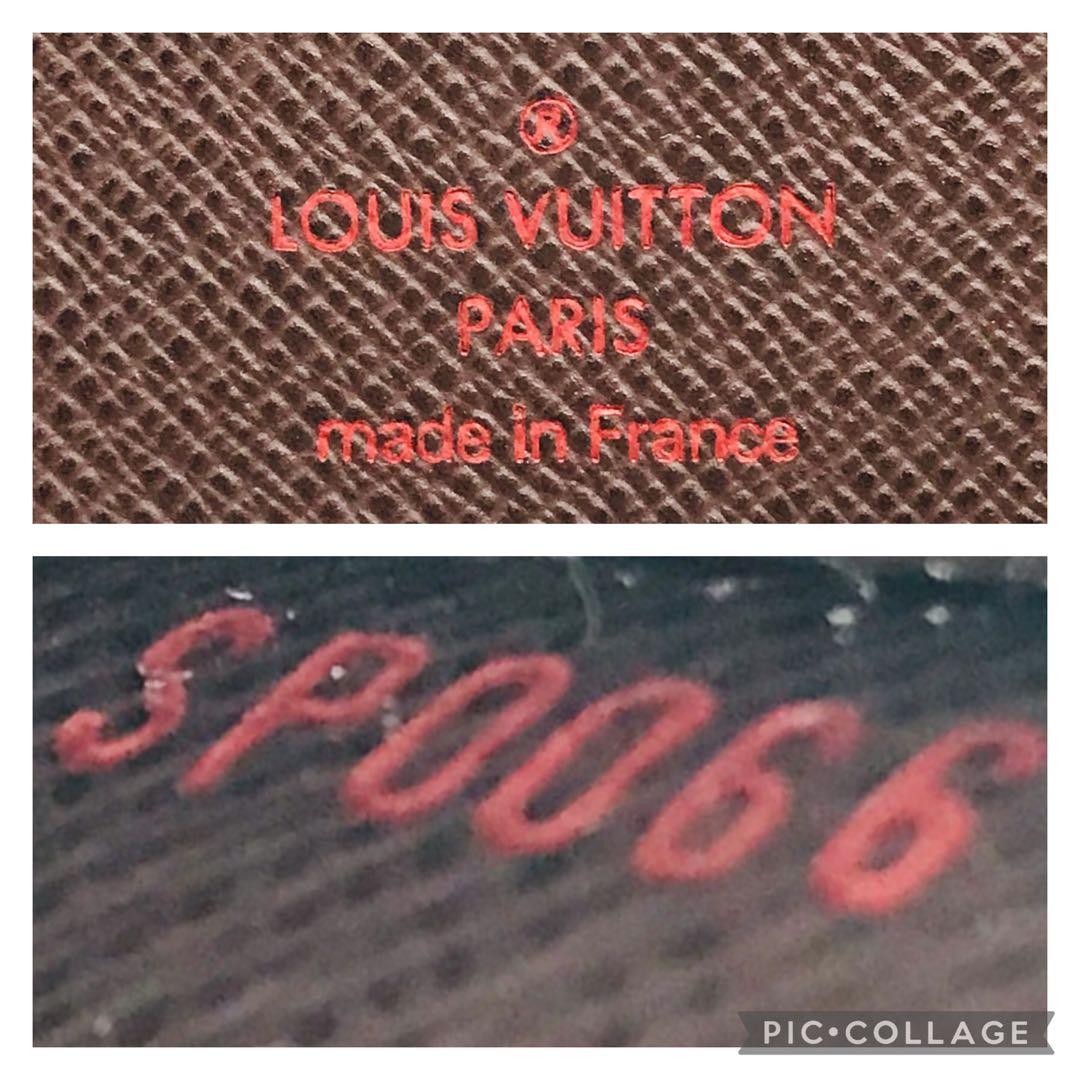 ®
LOUIS VUITTON
PARIS
made in France
SP0066
PIC•COLLAGE